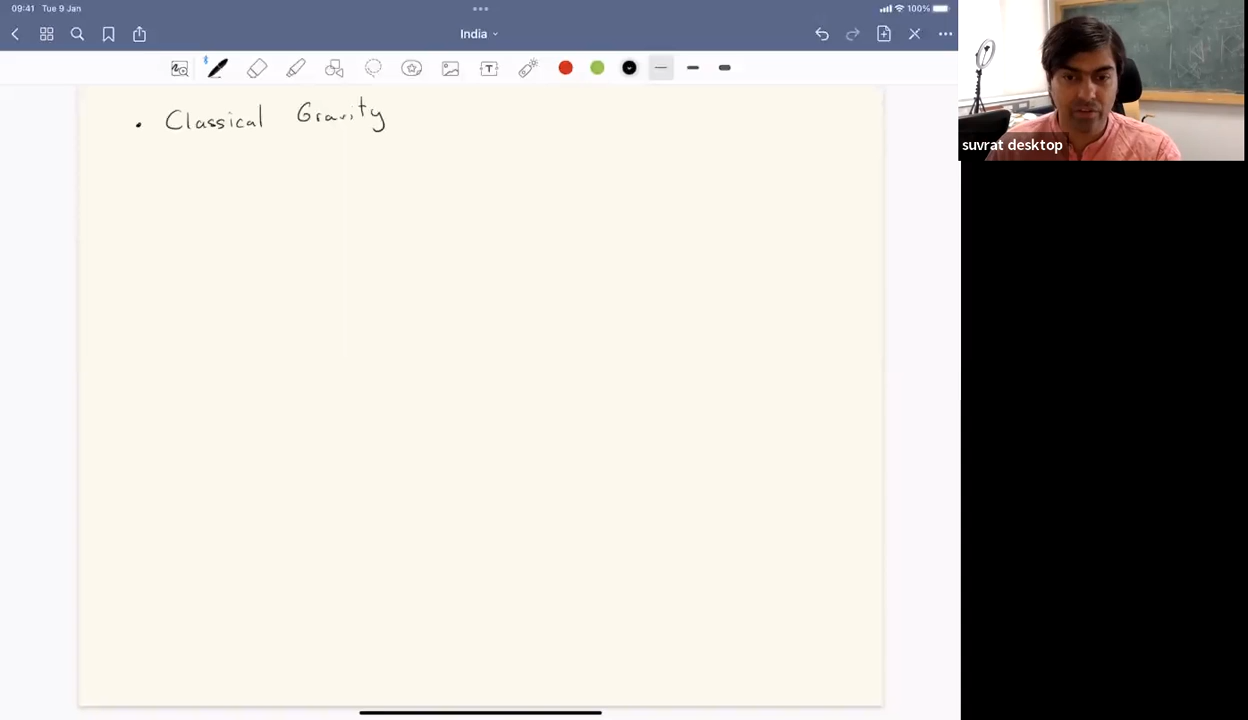 09:41 Tue 9 Jan
100%
India
T
• Classical Gravity
suvrat desktop